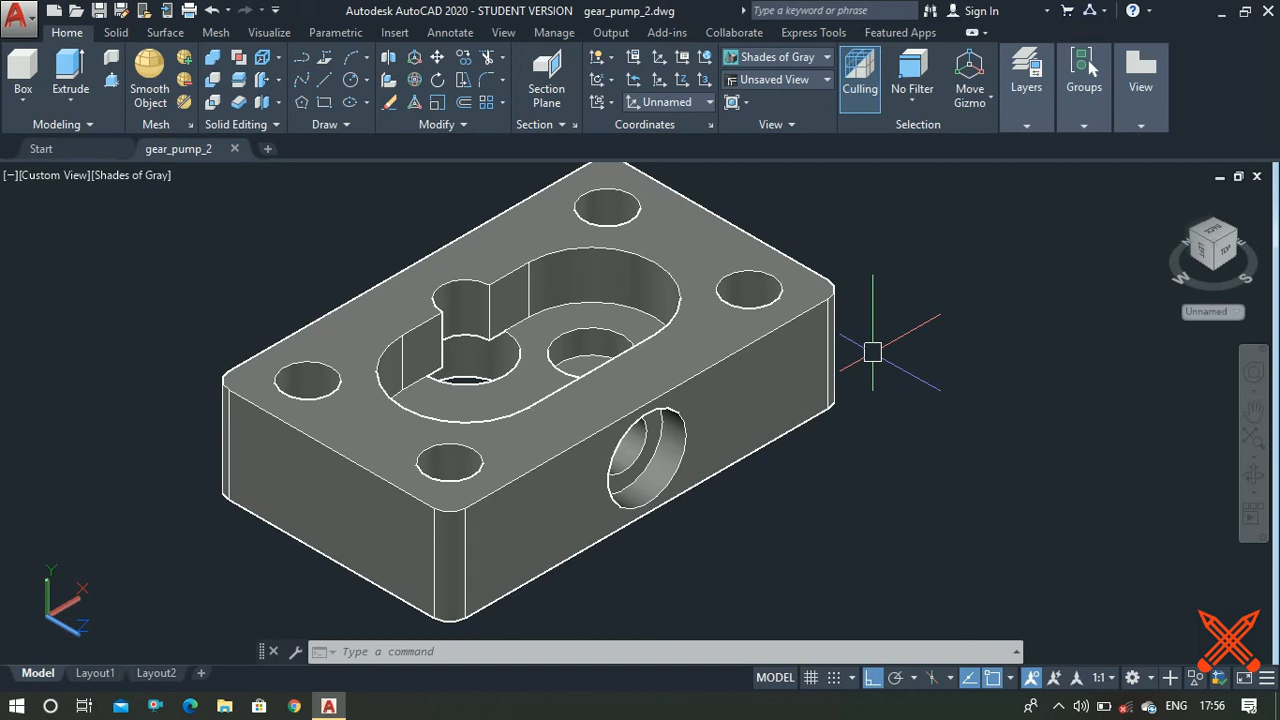 Autodesk AutoCAD 2020 - STUDENT VERSION gear_pump_2.dwg
Type a keyword or phrase
Sign In
Home Solid Surface Mesh Visualize Parametric Insert Annotate View Manage Output Add-ins Collaborate Express Tools Featured Apps
Box
Extrude
Smooth
Object
Section
Plane
Unnamed
Shades of Gray
Unsaved View
Culling
No Filter
Move
Gizmo
Layers
Groups
View
Modeling
Mesh
Solid Editing
Draw
Modify
Section
Coordinates
View
Selection
Start
gear_pump_2
[−][Custom View][Shades of Gray]
TOP
W
S
Unnamed
Y
X
Z
Type a command
Model
Layout1
Layout2
MODEL
1:1
ENG
17:56